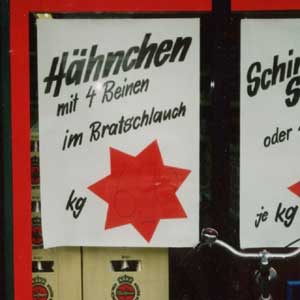 Hähnchen
mit 4 Beinen
im Bratschlauch
kg
Schin
S
oder
je kg